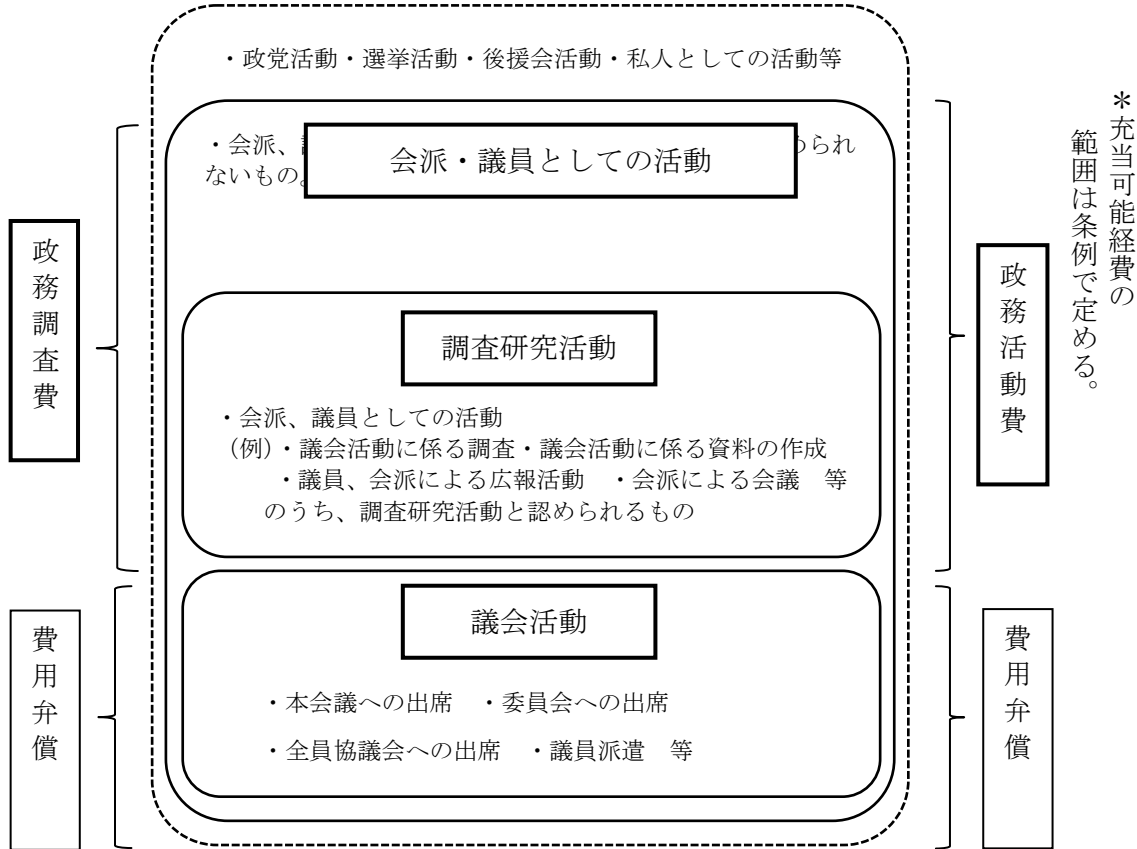 ・政党活動・選挙活動・後援会活動・私人としての活動等
・会派、
められ
ないもの。
会派・議員としての活動
政務調査費
調査研究活動
・会派、議員としての活動
(例)・議会活動に係る調査・議会活動に係る資料の作成
・議員、会派による広報活動　・会派による会議　等
のうち、調査研究活動と認められるもの
政務活動費
＊充当可能経費の
範囲は条例で定める。
費用弁償
議会活動
・本会議への出席　・委員会への出席
・全員協議会への出席　・議員派遣　等
費用弁償